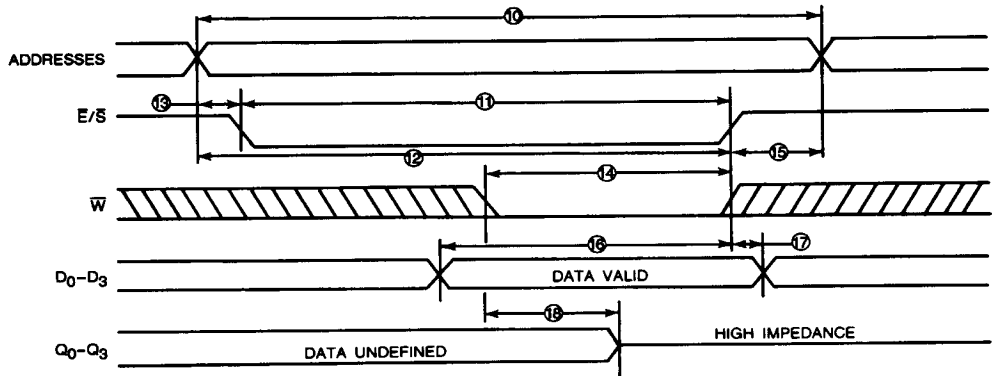 ⑩
ADDRESSES
⑬ ⑪
E̅/S̅
⑫ ⑮
⑭
W̅
⑯ ⑰
D₀–D₃ DATA VALID
⑱
Q₀–Q₃ DATA UNDEFINED HIGH IMPEDANCE